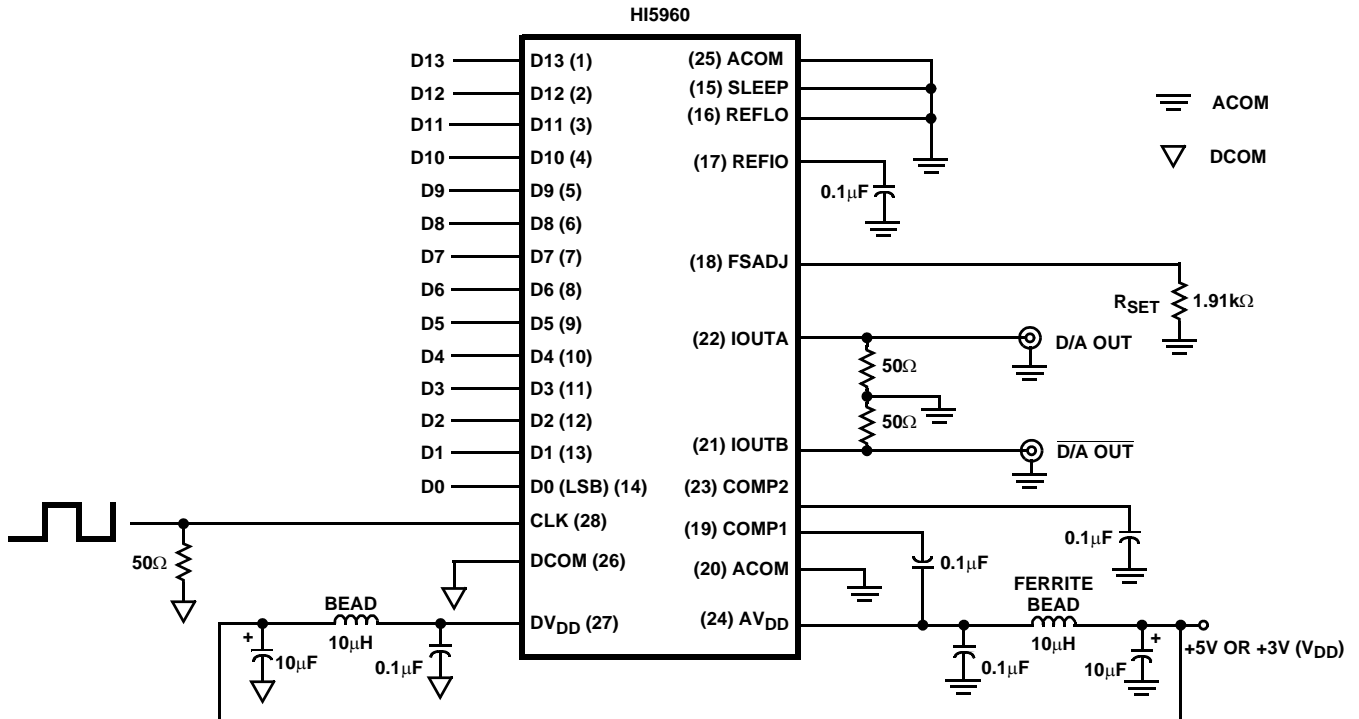 HI5960
D13 D13 (1) (25) ACOM
D12 D12 (2) (15) SLEEP
D11 D11 (3) (16) REFLO
D10 D10 (4) (17) REFIO
D9 D9 (5)
D8 D8 (6)
D7 D7 (7) (18) FSADJ
D6 D6 (8)
D5 D5 (9) (22) IOUTA
D4 D4 (10)
D3 D3 (11)
D2 D2 (12)
D1 D1 (13) (21) IOUTB
D0 D0 (LSB) (14) (23) COMP2
CLK (28) (19) COMP1
DCOM (26) (20) ACOM
DVDD (27) (24) AVDD
ACOM
DCOM
0.1μF
RSET 1.91kΩ
D/A OUT
50Ω
50Ω
D/A OUT
0.1μF
0.1μF
50Ω
BEAD
+
10μH
10μF
0.1μF
FERRITE
BEAD
10μH
+
0.1μF
10μF
+5V OR +3V (VDD)